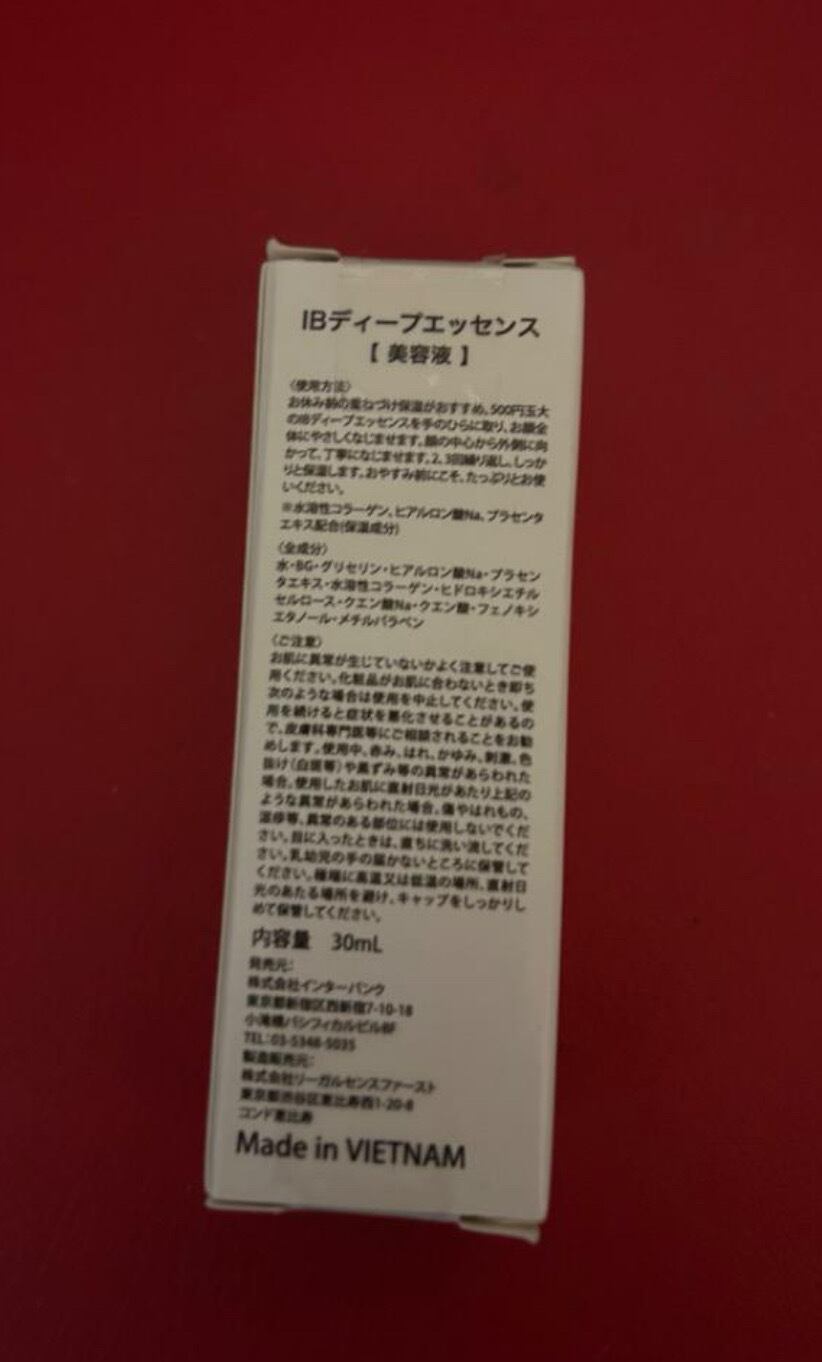 IBディープエッセンス
【 美容液 】
〈使用方法〉
お休み前の重ねづけ保湿がおすすめ。500円玉大
のIBディープエッセンスを手のひらに取り、お顔全
体にやさしくなじませます。顔の中心から外側に向
かって、丁寧になじませます。2、3回繰り返し、しっか
りと保湿します。おやすみ前にこそ、たっぷりとお使
いください。
※水溶性コラーゲン、ヒアルロン酸Na、プラセンタ
エキス配合(保湿成分)
〈全成分〉
水・BG・グリセリン・ヒアルロン酸Na・プラセン
タエキス・水溶性コラーゲン・ヒドロキシエチル
セルロース・クエン酸Na・クエン酸・フェノキシ
エタノール・メチルパラベン
〈ご注意〉
お肌に異常が生じていないかよく注意してご使
用ください。化粧品がお肌に合わないとき即ち
次のような場合は使用を中止してください。使
用を続けると症状を悪化させることがあるの
で、皮膚科専門医等にご相談されることをお勧
めします。使用中、赤み、はれ、かゆみ、刺激、色
抜け(白斑等)や黒ずみ等の異常があらわれた
場合。使用したお肌に直射日光があたり上記の
ような異常があらわれた場合。傷やはれもの、
湿疹等、異常のある部位には使用しないでくだ
さい。目に入ったときは、直ちに洗い流してくだ
さい。乳幼児の手の届かないところに保管して
ください。極端に高温又は低温の場所、直射日
光のあたる場所を避け、キャップをしっかりし
めて保管してください。
内容量 30mL
発売元:
株式会社インターバンク
東京都新宿区西新宿7-10-18
小滝橋パシフィカルビル8F
TEL:03-5348-5035
製造販売元:
株式会社リーガルセンスファースト
東京都渋谷区恵比寿西1-20-8
コンド恵比寿
Made in VIETNAM